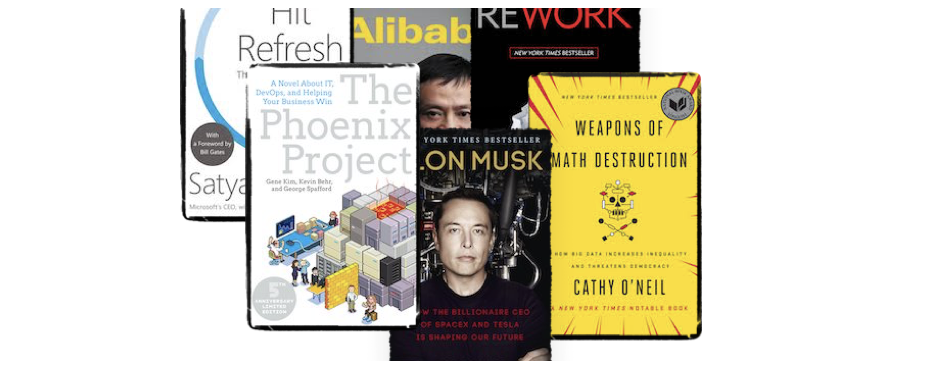 Hit
Refresh
Th
With
a Foreword by
Bill Gates
Satya
Microsoft's CEO, w
Alibab
REWORK
NEW YORK TIMES BESTSELLER
A Novel About IT,
DevOps, and Helping
Your Business Win
The
Phoenix
Project
Gene Kim, Kevin Behr,
and George Spafford
5TH
ANNIVERSARY
LIMITED
EDITION
YORK TIMES BESTSELLER
LON MUSK
OW THE BILLIONAIRE CEO
OF SPACEX AND TESLA
IS SHAPING OUR FUTURE
NEW YORK TIMES BESTSELLER
WEAPONS OF
MATH DESTRUCTION
HOW BIG DATA INCREASES INEQUALITY
AND THREATENS DEMOCRACY
CATHY O'NEIL
A NEW YORK TIMES NOTABLE BOOK